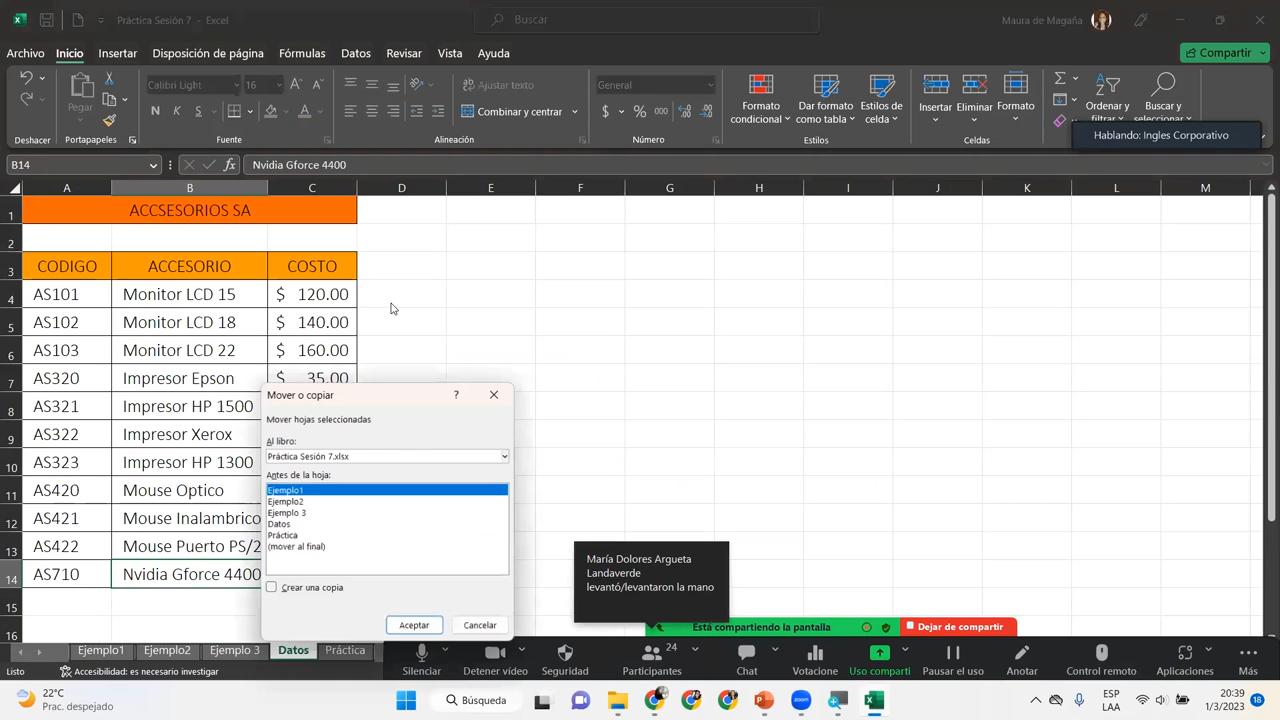 Práctica Sesión 7 - Excel
Buscar
Maura de Magaña
Archivo Inicio Insertar Disposición de página Fórmulas Datos Revisar Vista Ayuda
Compartir
Pegar
Calibri Light 16
Ajustar texto
General
N K S
Combinar y centrar
$ % 000
Formato condicional
Dar formato como tabla
Estilos de celda
Insertar Eliminar Formato
Ordenar y filtrar
Buscar y seleccionar
Deshacer Portapapeles Fuente Alineación Número Estilos Celdas
Hablando: Ingles Corporativo
B14
fx Nvidia Gforce 4400
A B C D E F G H I J K L M
1 ACCSESORIOS SA
2
3 CODIGO ACCESORIO COSTO
4 AS101 Monitor LCD 15 $ 120.00
5 AS102 Monitor LCD 18 $ 140.00
6 AS103 Monitor LCD 22 $ 160.00
7 AS320 Impresor Epson $ 35.00
8 AS321 Impresor HP 1500
9 AS322 Impresor Xerox
10 AS323 Impresor HP 1300
11 AS420 Mouse Optico
12 AS421 Mouse Inalambrico
13 AS422 Mouse Puerto PS/2
14 AS710 Nvidia Gforce 4400
15
16
Mover o copiar ?
Mover hojas seleccionadas
Al libro:
Práctica Sesión 7.xlsx
Antes de la hoja:
Ejemplo1
Ejemplo2
Ejemplo 3
Datos
Práctica
(mover al final)
Crear una copia
Aceptar Cancelar
María Dolores Argueta
Landaverde
levantó/levantaron la mano
Está compartiendo la pantalla
Dejar de compartir
Ejemplo1 Ejemplo2 Ejemplo 3 Datos Práctica
Listo
Accesibilidad: es necesario investigar
Silenciar Detener video Seguridad Participantes 24 Chat Votacione Uso comparti Pausa el uso Anotar Control remoto Aplicaciones Más
22°C
Prac. despejado
Búsqueda
ESP
LAA
20:39
1/3/2023
18